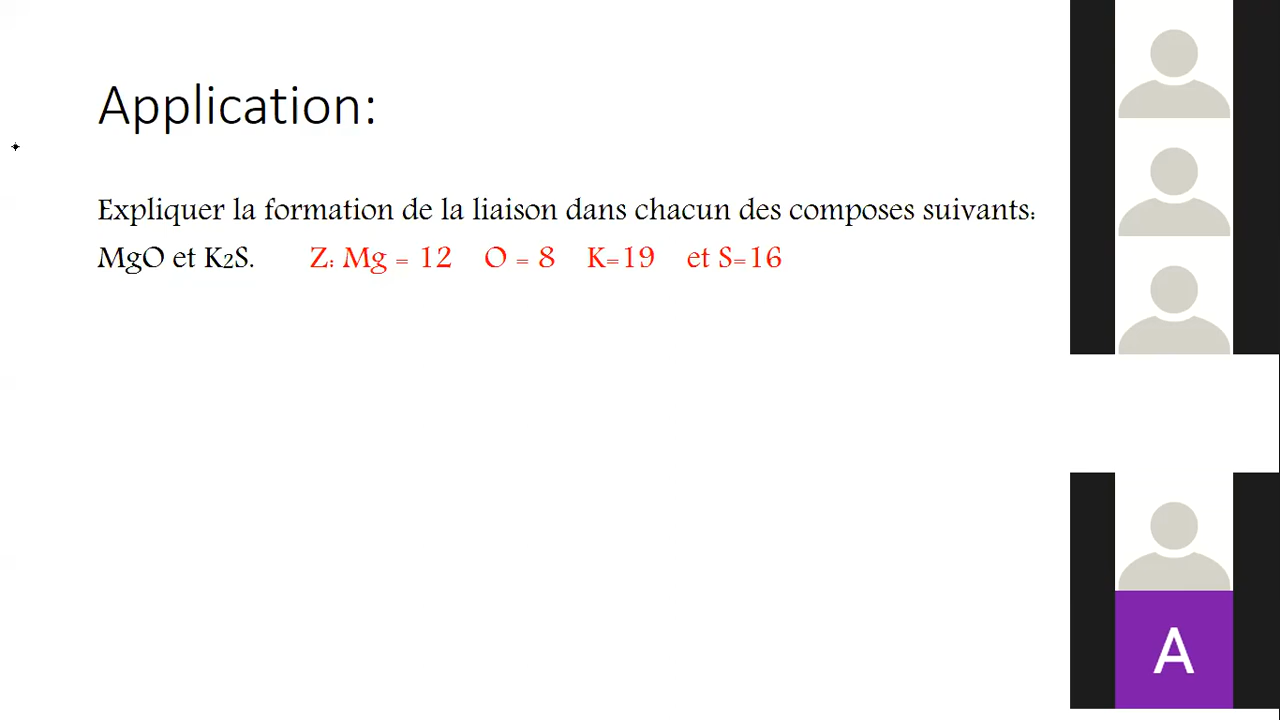 Application:
Expliquer la formation de la liaison dans chacun des composes suivants:
MgO et K2S. Z: Mg = 12 O = 8 K=19 et S=16
A